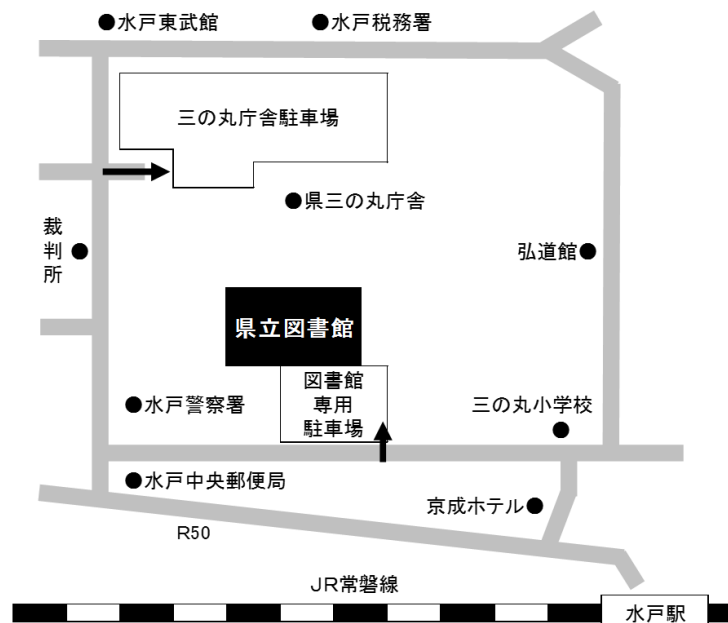 ●水戸東武館
●水戸税務署
三の丸庁舎駐車場
●県三の丸庁舎
裁判所●
弘道館●
県立図書館
図書館
専用
駐車場
●水戸警察署
三の丸小学校
●
●水戸中央郵便局
京成ホテル●
R50
JR常磐線
水戸駅